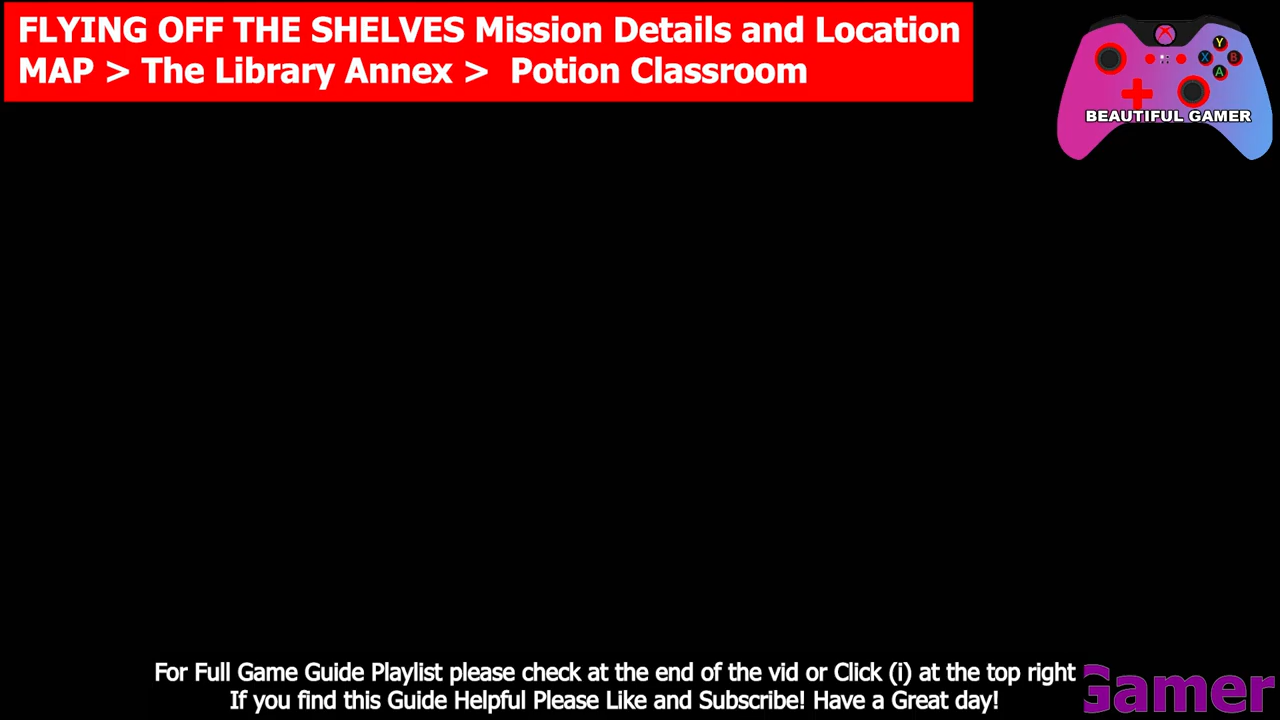 FLYING OFF THE SHELVES Mission Details and Location
MAP > The Library Annex > Potion Classroom
Y
X
B
A
BEAUTIFUL GAMER
For Full Game Guide Playlist please check at the end of the vid or Click (i) at the top right
If you find this Guide Helpful Please Like and Subscribe! Have a Great day!
Gamer